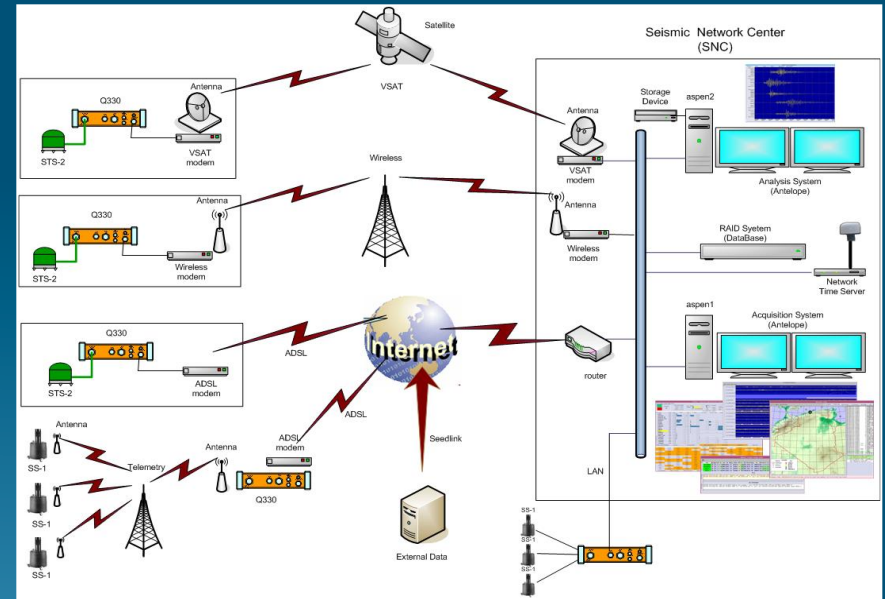 Satellite
VSAT
Seismic Network Center
(SNC)
Q330
Antenna
STS-2
VSAT
modem
Antenna
VSAT
modem
Storage
Device
aspen2
Analysis System
(Antelope)
Wireless
Q330
Antenna
STS-2
Wireless
modem
Antenna
Wireless
modem
RAID System
(DataBase)
Network
Time Server
Q330
STS-2
ADSL
modem
ADSL
Internet
router
aspen1
Acquisition System
(Antelope)
ADSL
Antenna
SS-1
SS-1
SS-1
Telemetry
Antenna
ADSL
modem
Q330
Seedlink
External Data
LAN
SS-1
SS-1
SS-1